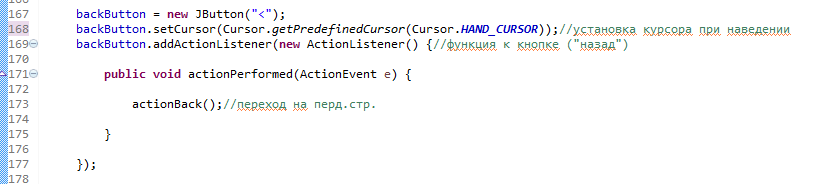 167 backButton = new JButton("<");
168 backButton.setCursor(Cursor.getPredefinedCursor(Cursor.HAND_CURSOR));//установка курсора при наведении
169 backButton.addActionListener(new ActionListener() {//функция к кнопке ("назад")
170
171 public void actionPerformed(ActionEvent e) {
172
173 actionBack();//переход на перд.стр.
174
175 }
176
177 });
178